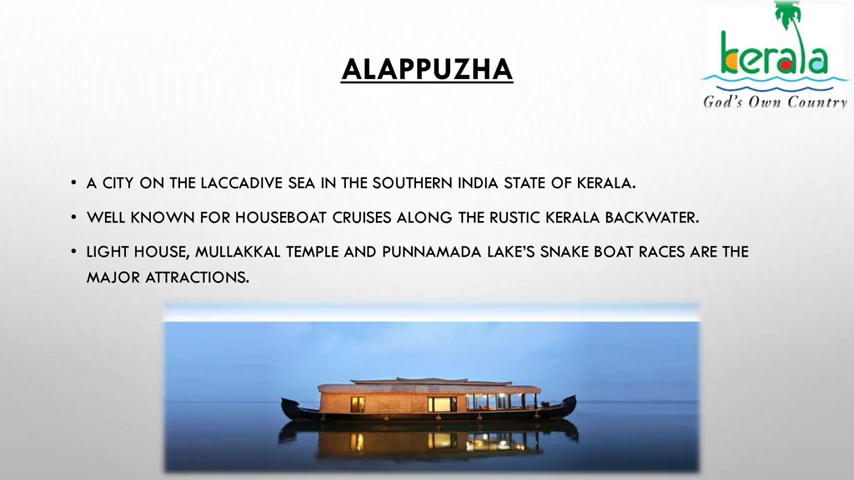 ALAPPUZHA
kerala
God's Own Country
• A CITY ON THE LACCADIVE SEA IN THE SOUTHERN INDIA STATE OF KERALA.
• WELL KNOWN FOR HOUSEBOAT CRUISES ALONG THE RUSTIC KERALA BACKWATER.
• LIGHT HOUSE, MULLAKKAL TEMPLE AND PUNNAMADA LAKE'S SNAKE BOAT RACES ARE THE
MAJOR ATTRACTIONS.